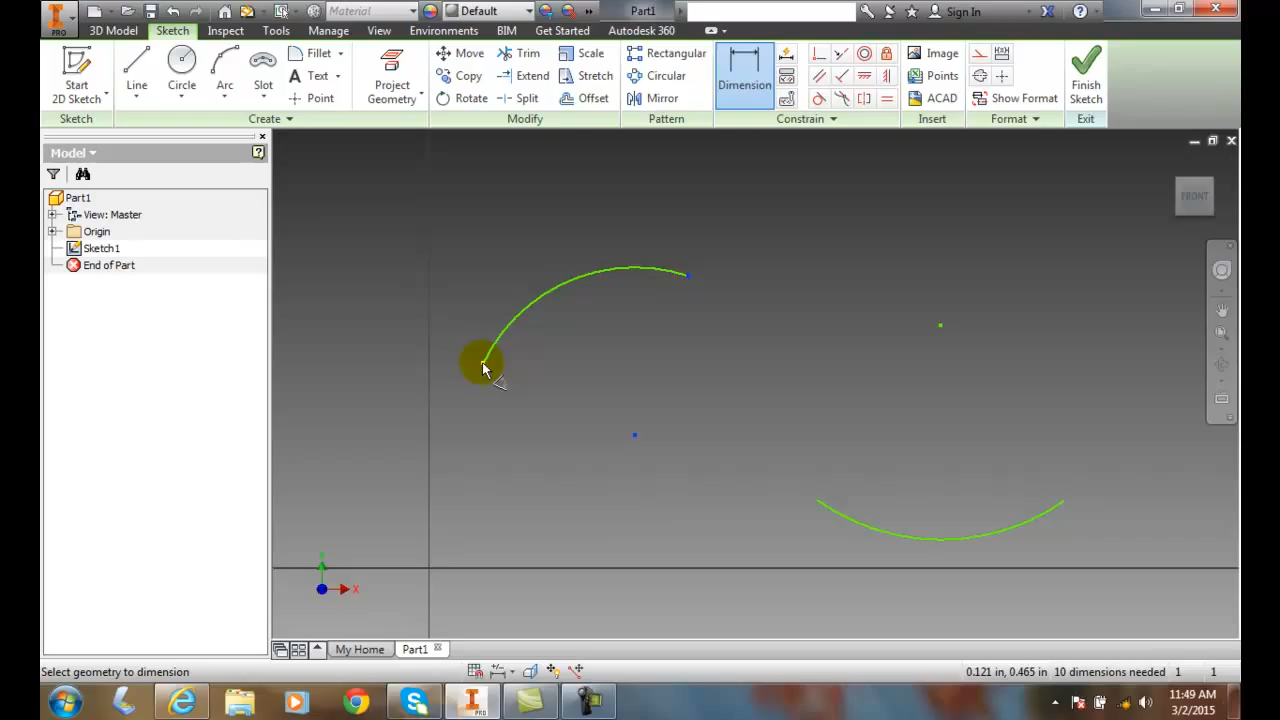 PRO
Material
Default
Part1
Sign In
3D Model Sketch Inspect Tools Manage View Environments BIM Get Started Autodesk 360
Start
2D Sketch
Line
Circle
Arc
Slot
Fillet
Text
Point
Project
Geometry
Move
Copy
Rotate
Trim
Extend
Split
Scale
Stretch
Offset
Rectangular
Circular
Mirror
Dimension
Image
Points
ACAD
Show Format
Finish
Sketch
Sketch
Create
Modify
Pattern
Constrain
Insert
Format
Exit
Model
Part1
View: Master
Origin
Sketch1
End of Part
FRONT
X
My Home
Part1
Select geometry to dimension
0.121 in, 0.465 in 10 dimensions needed 1 1
PRO
11:49 AM
3/2/2015